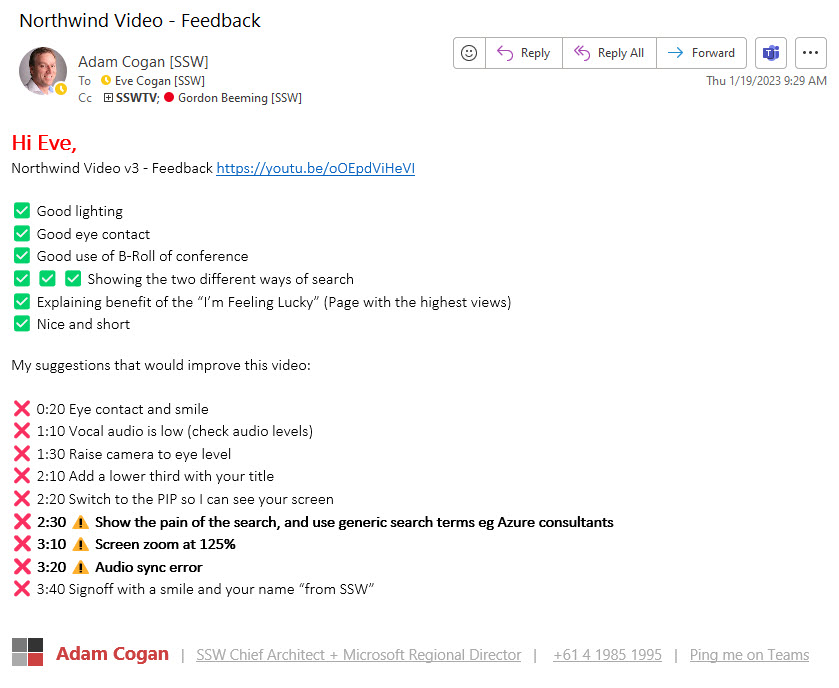 Northwind Video - Feedback
Adam Cogan [SSW]
Reply
Reply All
Forward
To Eve Cogan [SSW]
Thu 1/19/2023 9:29 AM
Cc SSWTV; Gordon Beeming [SSW]
Hi Eve,
Northwind Video v3 - Feedback https://youtu.be/oOEpdViHeVI
✅ Good lighting
✅ Good eye contact
✅ Good use of B-Roll of conference
✅ ✅ ✅ Showing the two different ways of search
✅ Explaining benefit of the “I’m Feeling Lucky” (Page with the highest views)
✅ Nice and short
My suggestions that would improve this video:
❌ 0:20 Eye contact and smile
❌ 1:10 Vocal audio is low (check audio levels)
❌ 1:30 Raise camera to eye level
❌ 2:10 Add a lower third with your title
❌ 2:20 Switch to the PIP so I can see your screen
❌ 2:30 ⚠️ Show the pain of the search, and use generic search terms eg Azure consultants
❌ 3:10 ⚠️ Screen zoom at 125%
❌ 3:20 ⚠️ Audio sync error
❌ 3:40 Signoff with a smile and your name “from SSW”
Adam Cogan | SSW Chief Architect + Microsoft Regional Director | +61 4 1985 1995 | Ping me on Teams